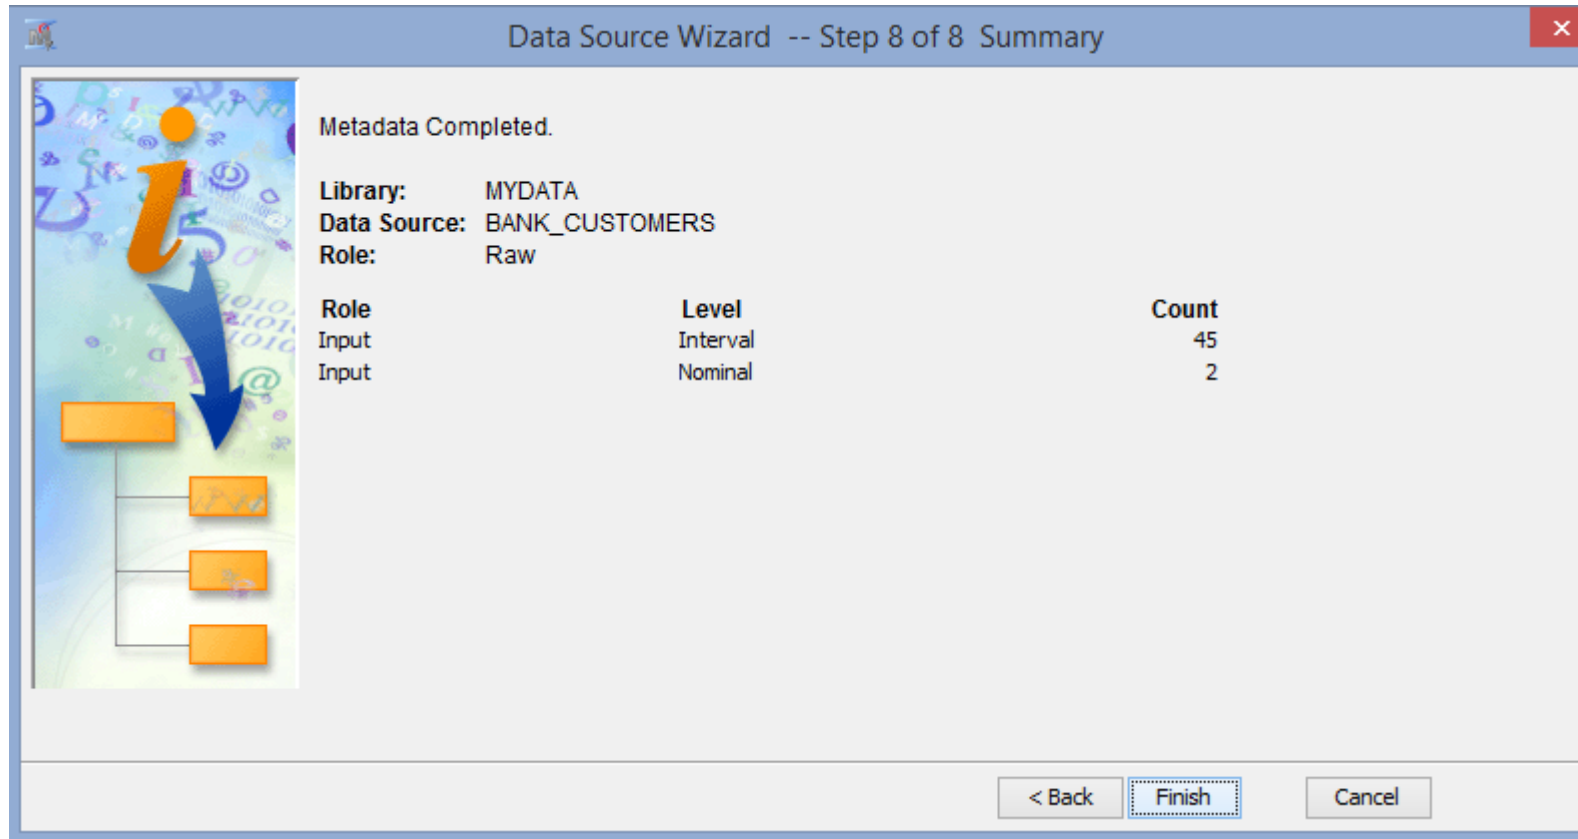 Data Source Wizard -- Step 8 of 8 Summary
Metadata Completed.
Library: MYDATA
Data Source: BANK_CUSTOMERS
Role: Raw
Role Level Count
Input Interval 45
Input Nominal 2
< Back Finish Cancel